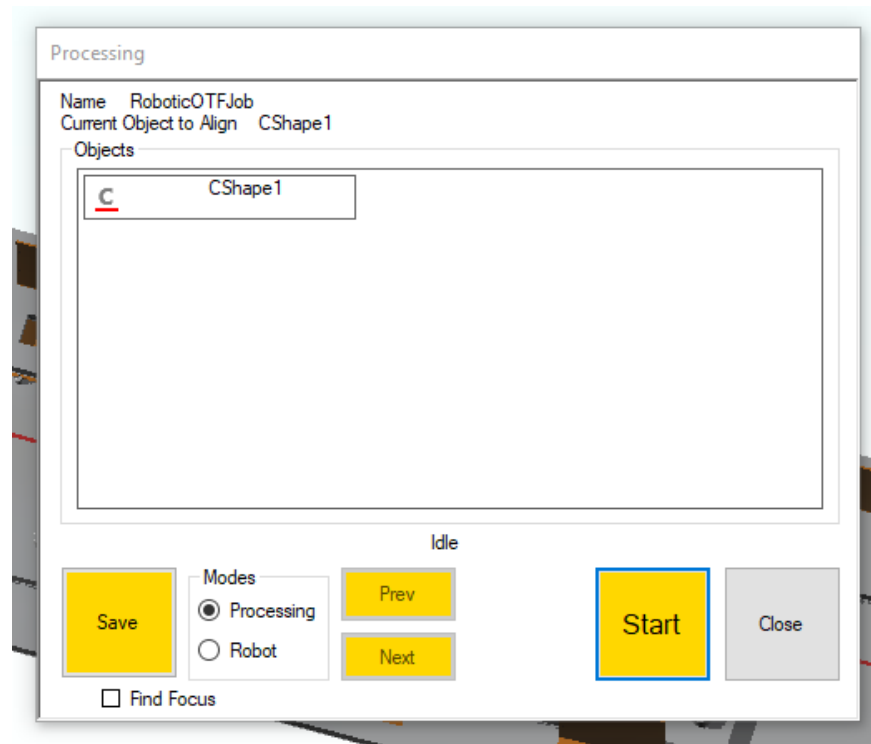 Processing
Name RoboticOTFJob
Current Object to Align CShape1
Objects
C CShape1
Idle
Save
Modes
Processing
Robot
Prev
Next
Start
Close
Find Focus